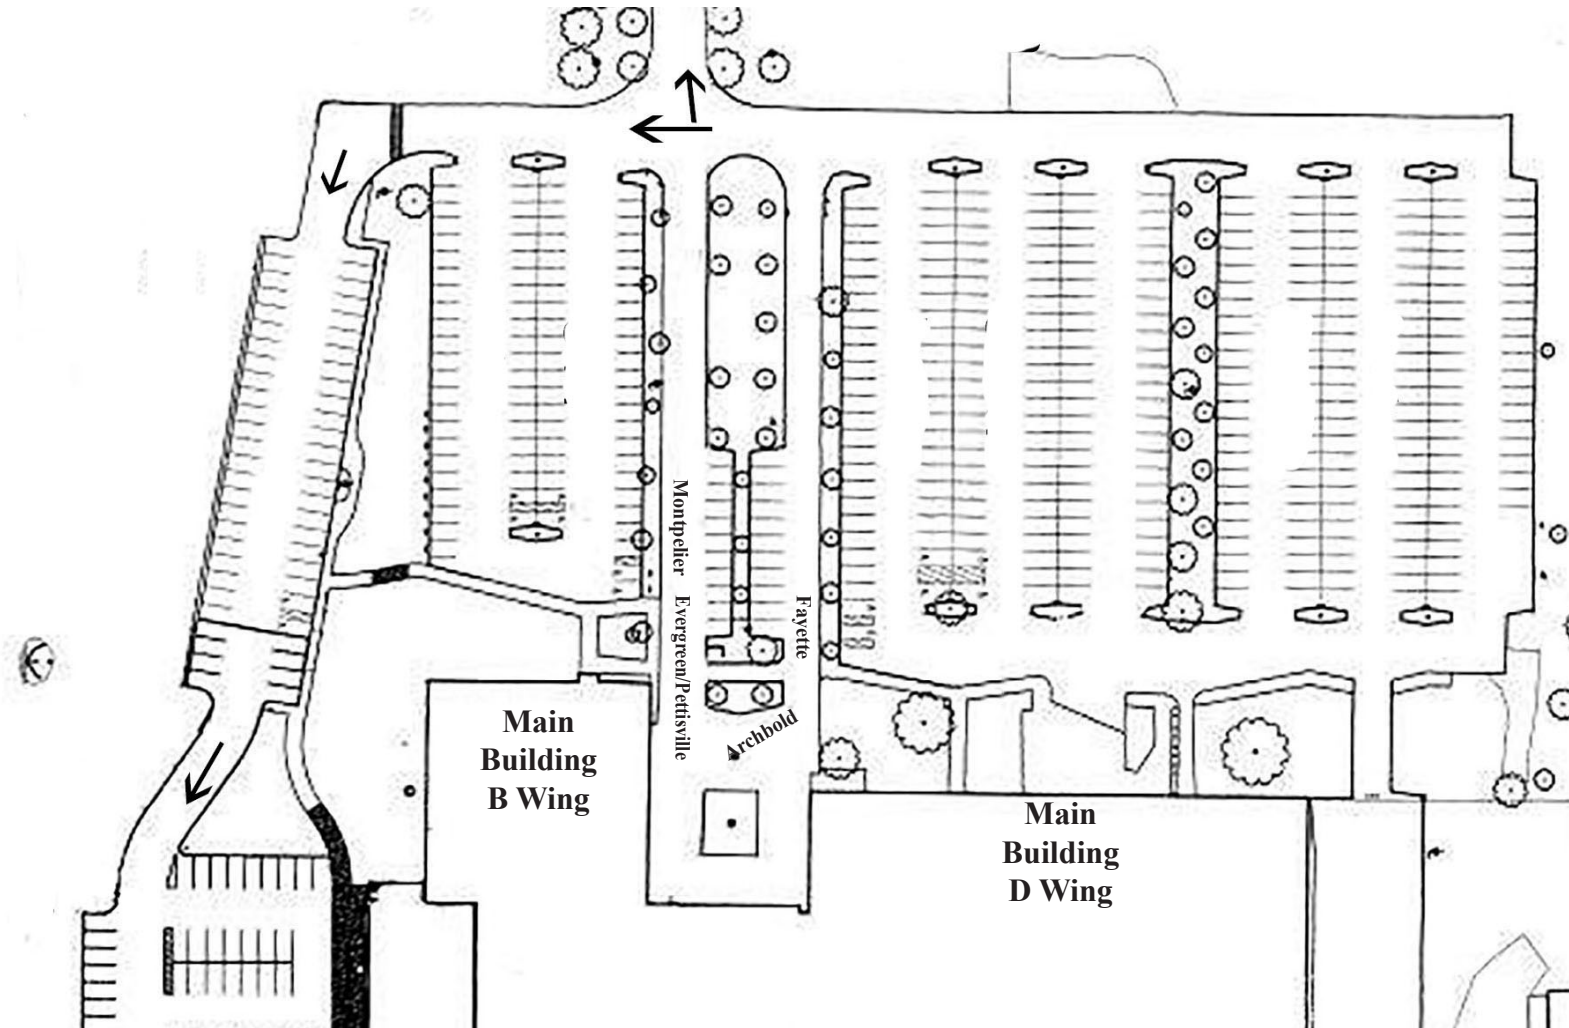 Montpelier
Evergreen/Pettisville
Fayette
Archbold
Main
Building
B Wing
Main
Building
D Wing